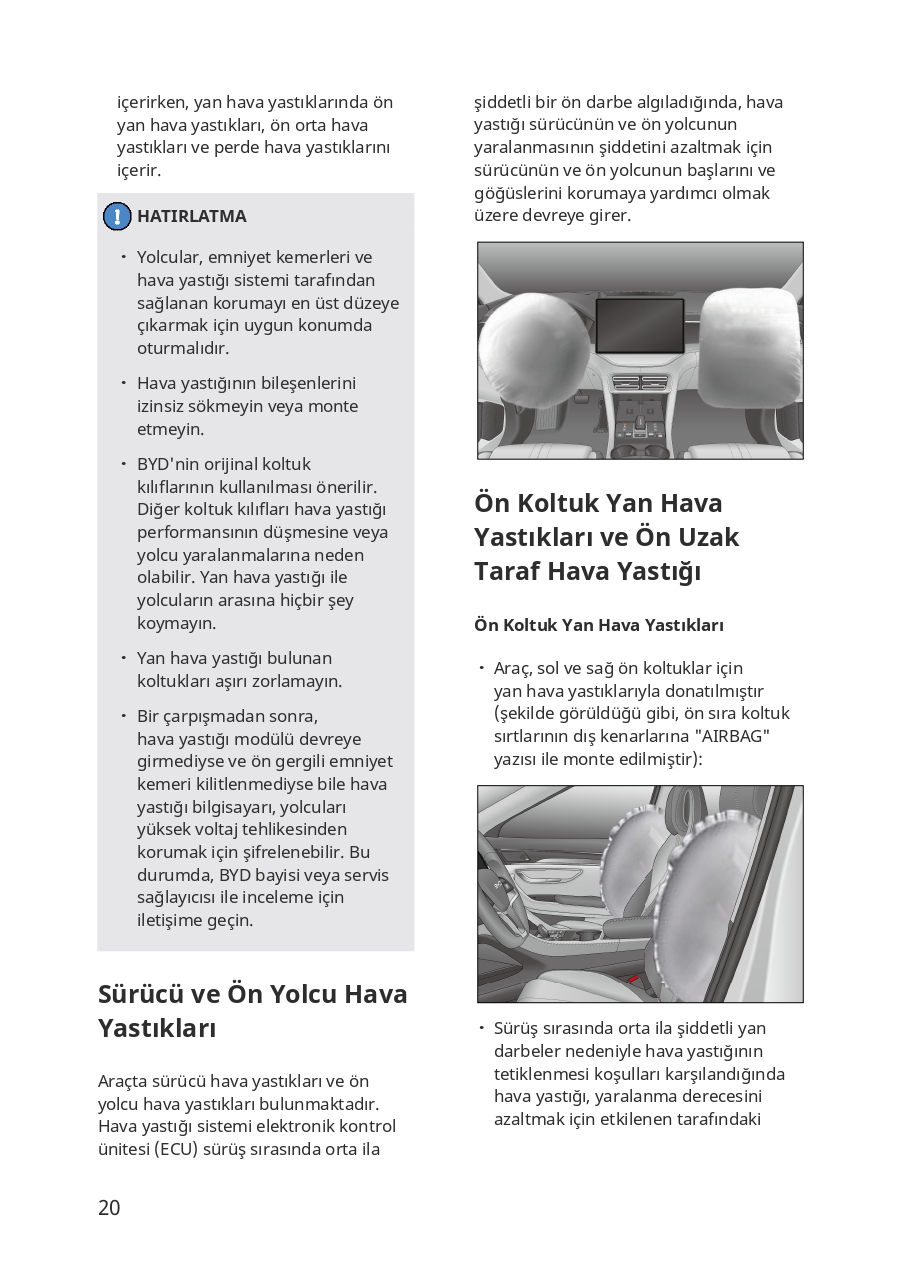 içerirken, yan hava yastıklarında ön
yan hava yastıkları, ön orta hava
yastıkları ve perde hava yastıklarını
içerir.
HATIRLATMA
· Yolcular, emniyet kemerleri ve
hava yastığı sistemi tarafından
sağlanan korumayı en üst düzeye
çıkarmak için uygun konumda
oturmalıdır.
· Hava yastığının bileşenlerini
izinsiz sökmeyin veya monte
etmeyin.
· BYD'nin orijinal koltuk
kılıflarının kullanılması önerilir.
Diğer koltuk kılıfları hava yastığı
performansının düşmesine veya
yolcu yaralanmalarına neden
olabilir. Yan hava yastığı ile
yolcuların arasına hiçbir şey
koymayın.
· Yan hava yastığı bulunan
koltukları aşırı zorlamayın.
· Bir çarpışmadan sonra,
hava yastığı modülü devreye
girmediyse ve ön gergili emniyet
kemeri kilitlenmediyse bile hava
yastığı bilgisayarı, yolcuları
yüksek voltaj tehlikesinden
korumak için şifrelenebilir. Bu
durumda, BYD bayisi veya servis
sağlayıcısı ile inceleme için
iletişime geçin.
Sürücü ve Ön Yolcu Hava
Yastıkları
Araçta sürücü hava yastıkları ve ön
yolcu hava yastıkları bulunmaktadır.
Hava yastığı sistemi elektronik kontrol
ünitesi (ECU) sürüş sırasında orta ila
şiddetli bir ön darbe algıladığında, hava
yastığı sürücünün ve ön yolcunun
yaralanmasının şiddetini azaltmak için
sürücünün ve ön yolcunun başlarını ve
göğüslerini korumaya yardımcı olmak
üzere devreye girer.
Ön Koltuk Yan Hava
Yastıkları ve Ön Uzak
Taraf Hava Yastığı
Ön Koltuk Yan Hava Yastıkları
· Araç, sol ve sağ ön koltuklar için
yan hava yastıklarıyla donatılmıştır
(şekilde görüldüğü gibi, ön sıra koltuk
sırtlarının dış kenarlarına "AIRBAG"
yazısı ile monte edilmiştir):
· Sürüş sırasında orta ila şiddetli yan
darbeler nedeniyle hava yastığının
tetiklenmesi koşulları karşılandığında
hava yastığı, yaralanma derecesini
azaltmak için etkilenen tarafındaki
20